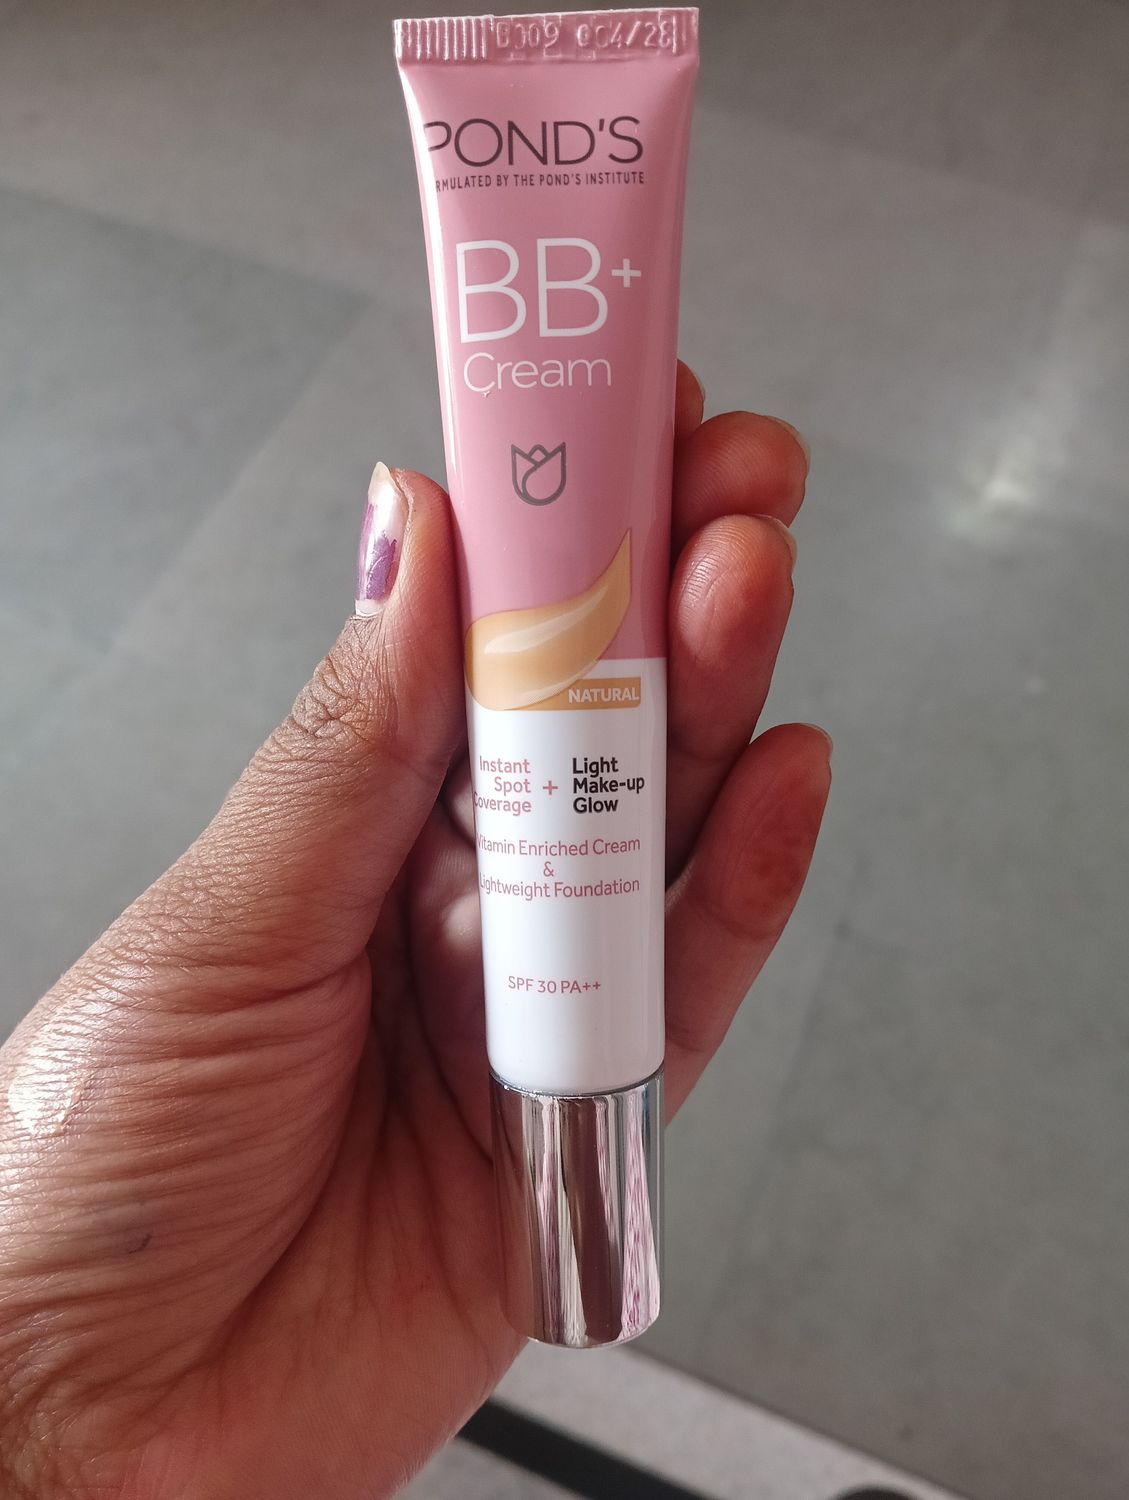 POND'S
RMULATED BY THE POND'S INSTITUTE
BB+
Cream
NATURAL
Instant
Spot
Coverage
+
Light
Make-up
Glow
Vitamin Enriched Cream
&
Lightweight Foundation
SPF 30 PA++